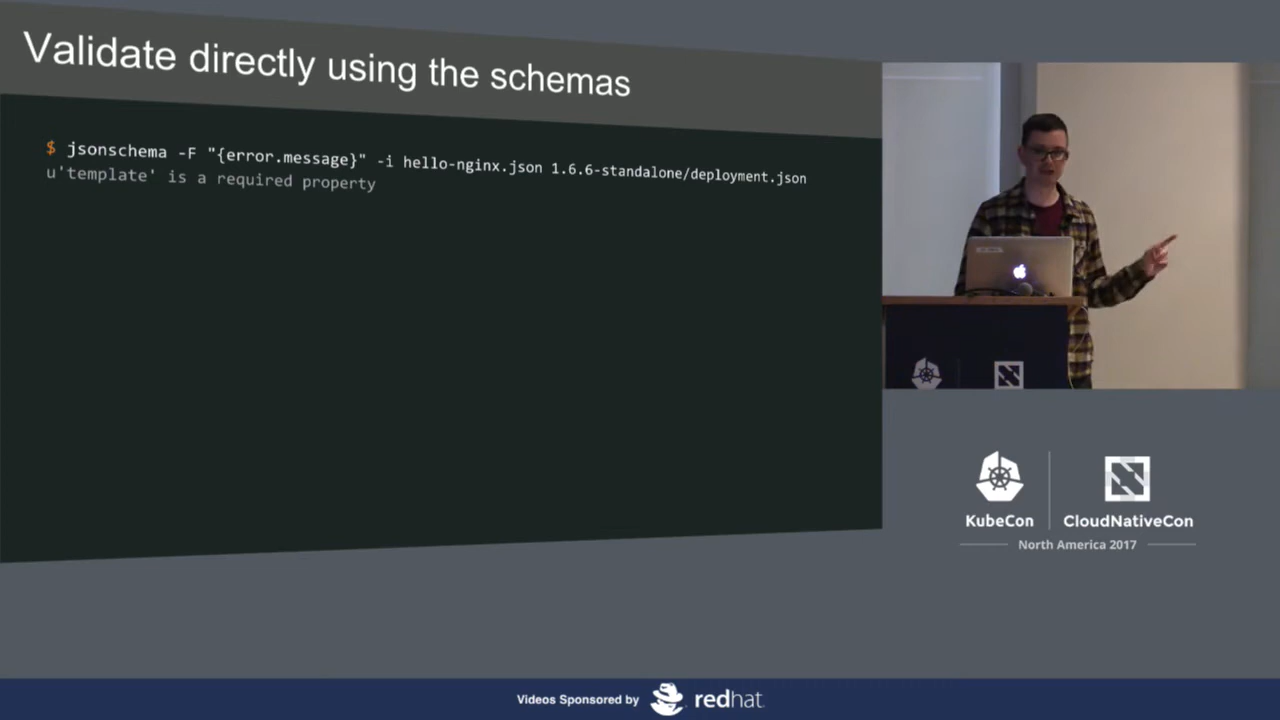 Validate directly using the schemas
$ jsonschema -F "{error.message}" -i hello-nginx.json 1.6.6-standalone/deployment.json
u'template' is a required property
KubeCon
CloudNativeCon
North America 2017
Videos Sponsored by
redhat